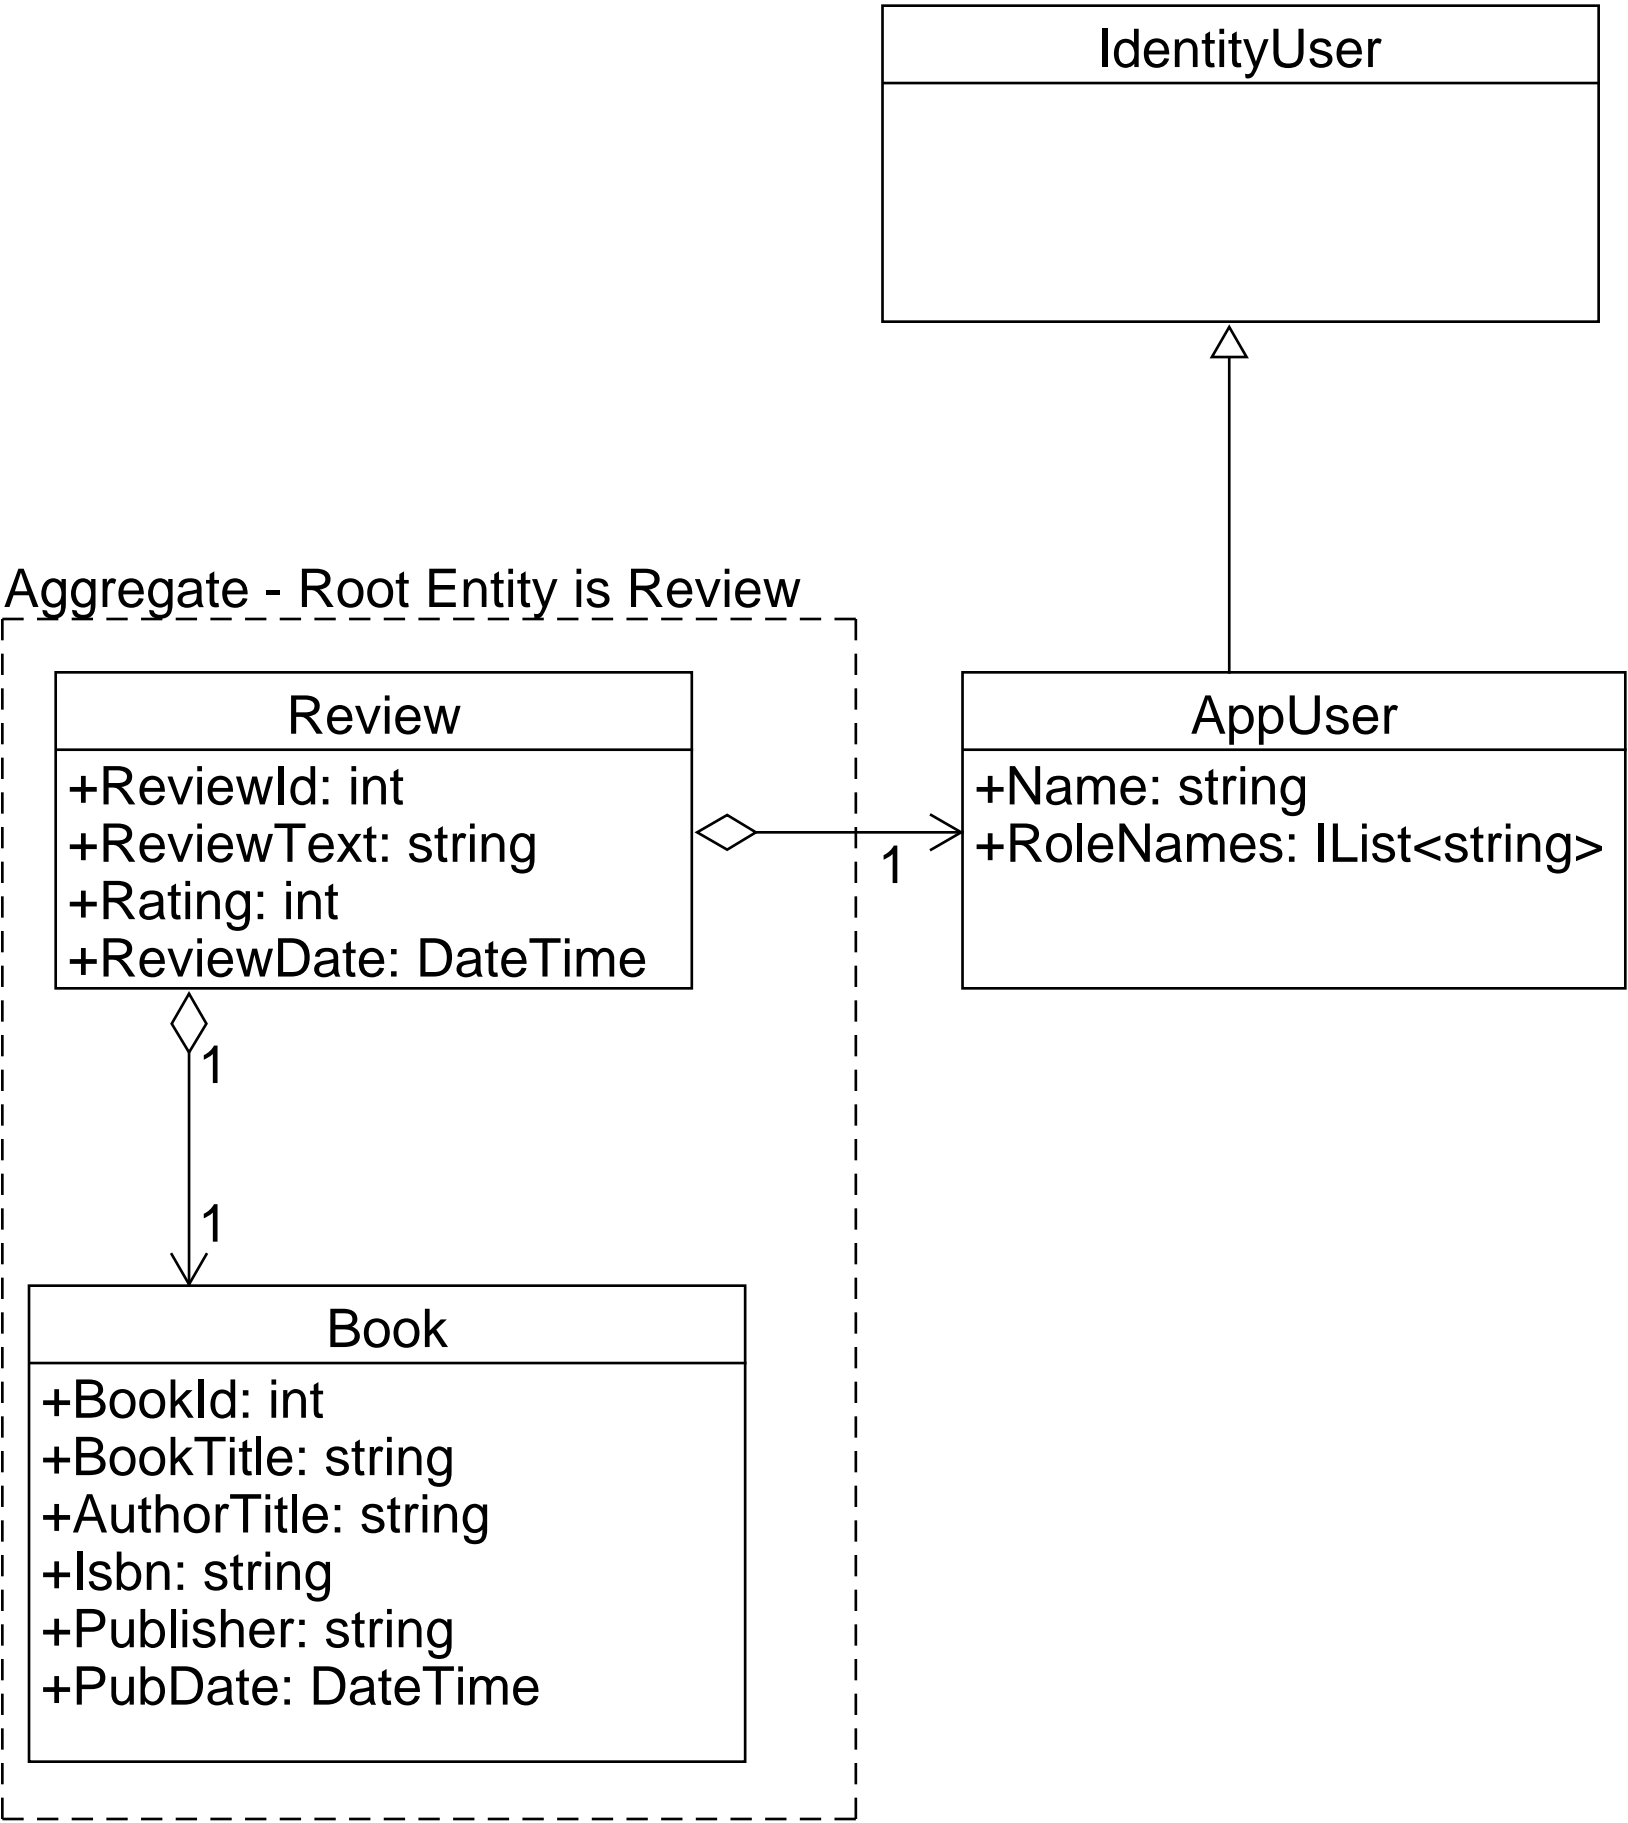 IdentityUser
Aggregate - Root Entity is Review
Review
+ReviewId: int
+ReviewText: string
+Rating: int
+ReviewDate: DateTime
1
AppUser
+Name: string
+RoleNames: IList<string>
1
1
Book
+BookId: int
+BookTitle: string
+AuthorTitle: string
+Isbn: string
+Publisher: string
+PubDate: DateTime